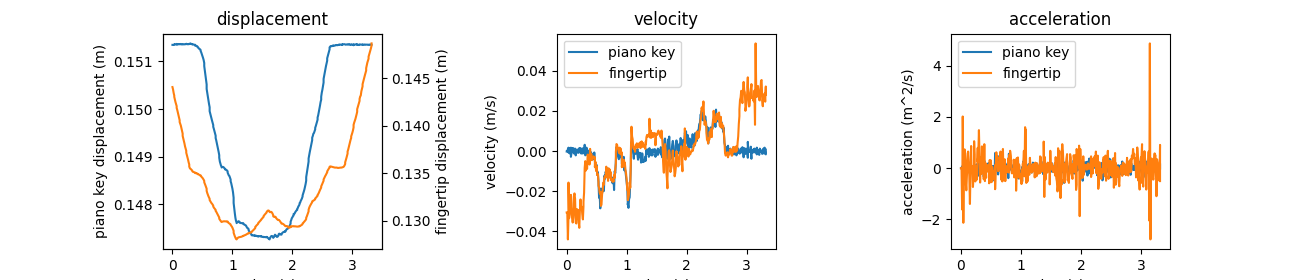 displacement
piano key displacement (m)
0.151
0.150
0.149
0.148
0 1 2 3
0.145
0.140
0.135
0.130
fingertip displacement (m)
velocity
piano key
fingertip
velocity (m/s)
0.04
0.02
0.00
−0.02
−0.04
0 1 2 3
acceleration
piano key
fingertip
acceleration (m^2/s)
4
2
0
−2
0 1 2 3